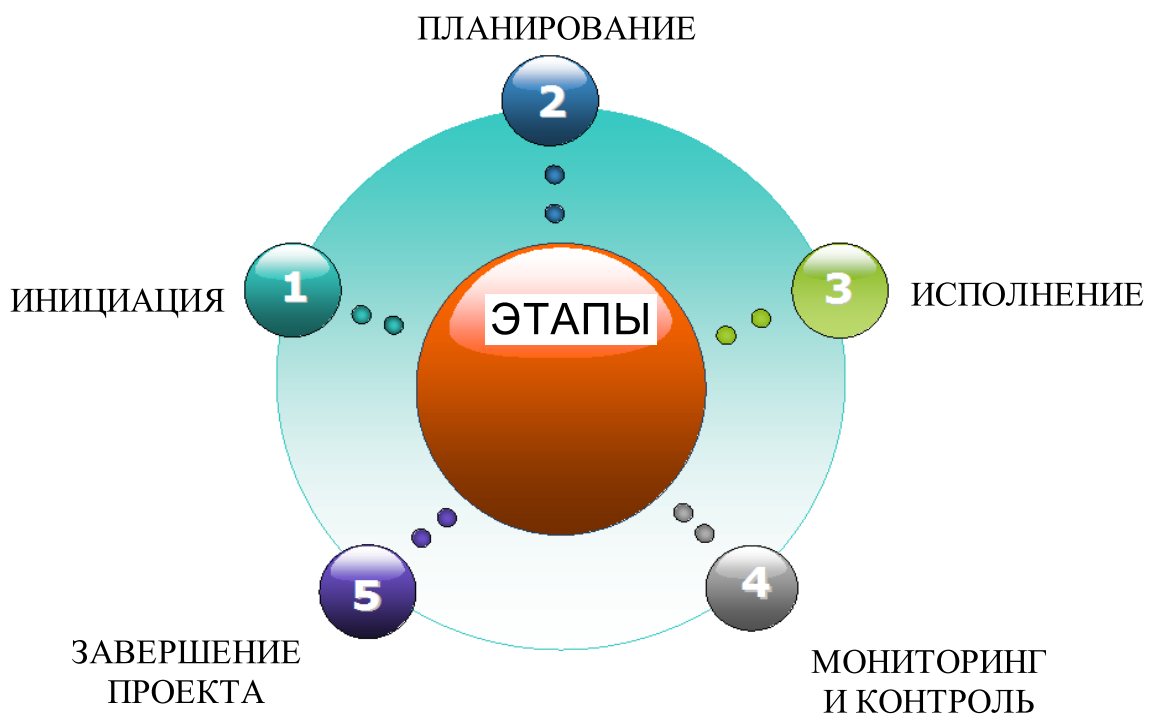 ПЛАНИРОВАНИЕ
2
1
ИНИЦИАЦИЯ
3
ИСПОЛНЕНИЕ
ЭТАПЫ
4
5
ЗАВЕРШЕНИЕ
ПРОЕКТА
МОНИТОРИНГ
И КОНТРОЛЬ